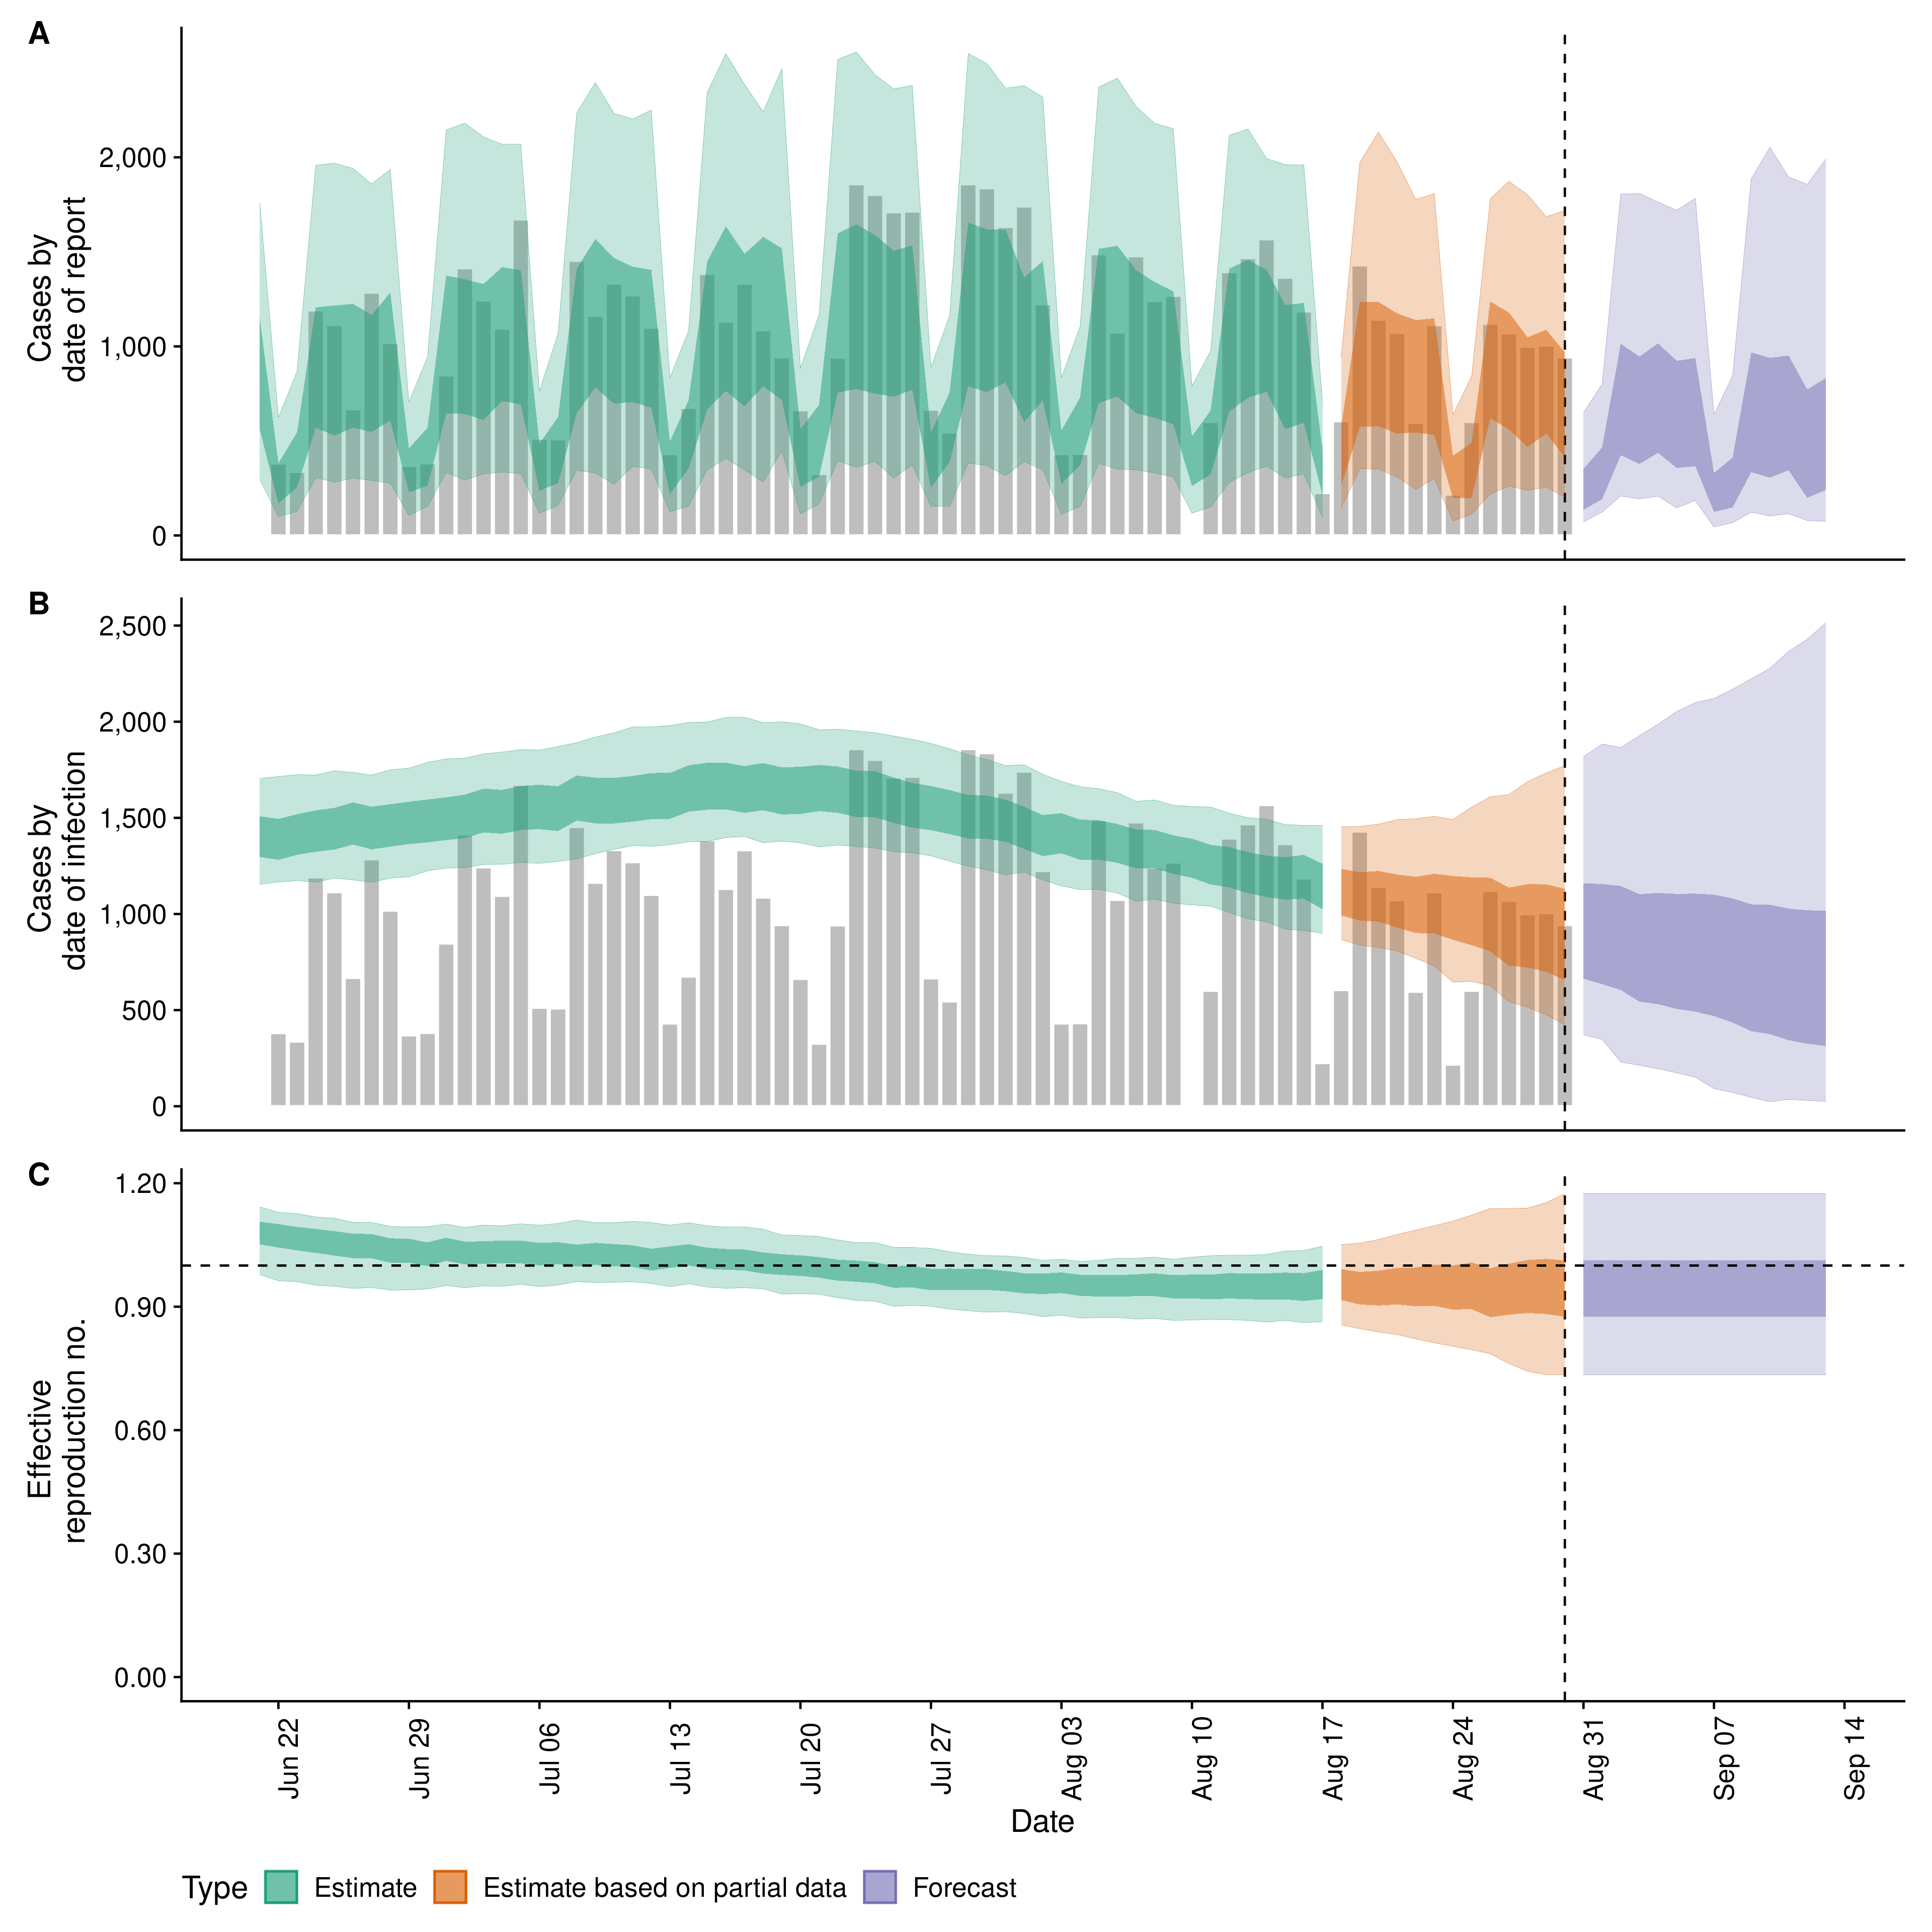 A
Cases by
date of report
2,000
1,000
0
B
Cases by
date of infection
2,500
2,000
1,500
1,000
500
0
C
Effective
reproduction no.
1.20
0.90
0.60
0.30
0.00
Jun 22
Jun 29
Jul 06
Jul 13
Jul 20
Jul 27
Aug 03
Aug 10
Aug 17
Aug 24
Aug 31
Sep 07
Sep 14
Date
Type Estimate Estimate based on partial data Forecast